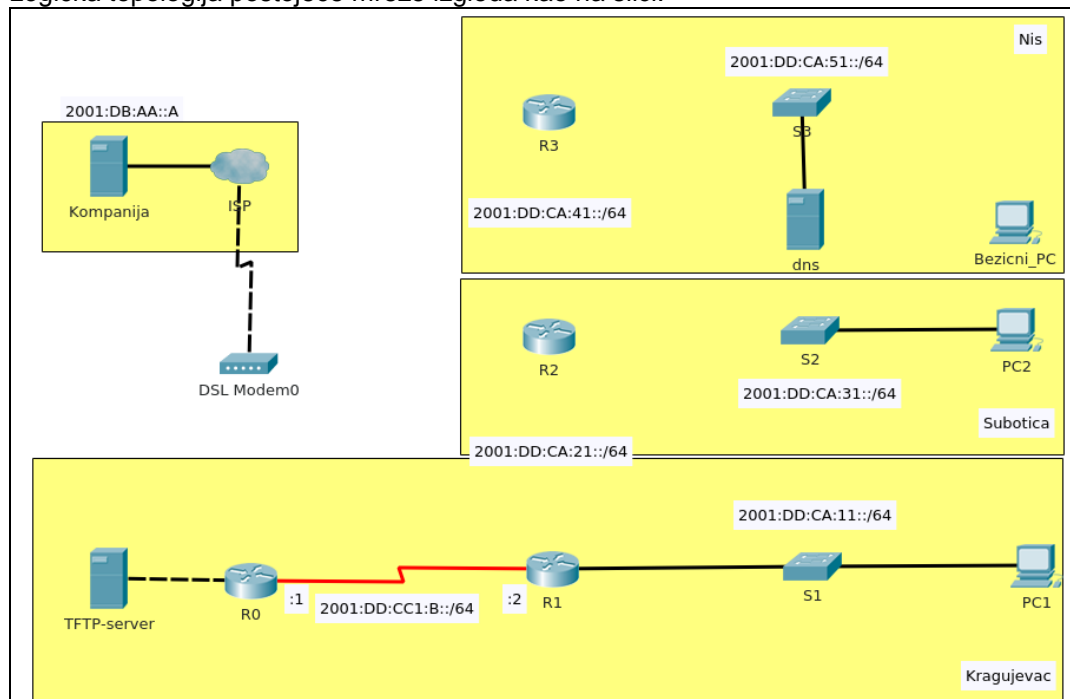 Nis
2001:DD:CA:51::/64
2001:DB:AA::A
S3
R3
Kompanija
ISP
2001:DD:CA:41::/64
dns
Bezicni_PC
S2
PC2
R2
DSL Modem0
2001:DD:CA:31::/64
Subotica
2001:DD:CA:21::/64
2001:DD:CA:11::/64
:1
:2
2001:DD:CC1:B::/64
R0
R1
S1
PC1
TFTP-server
Kragujevac